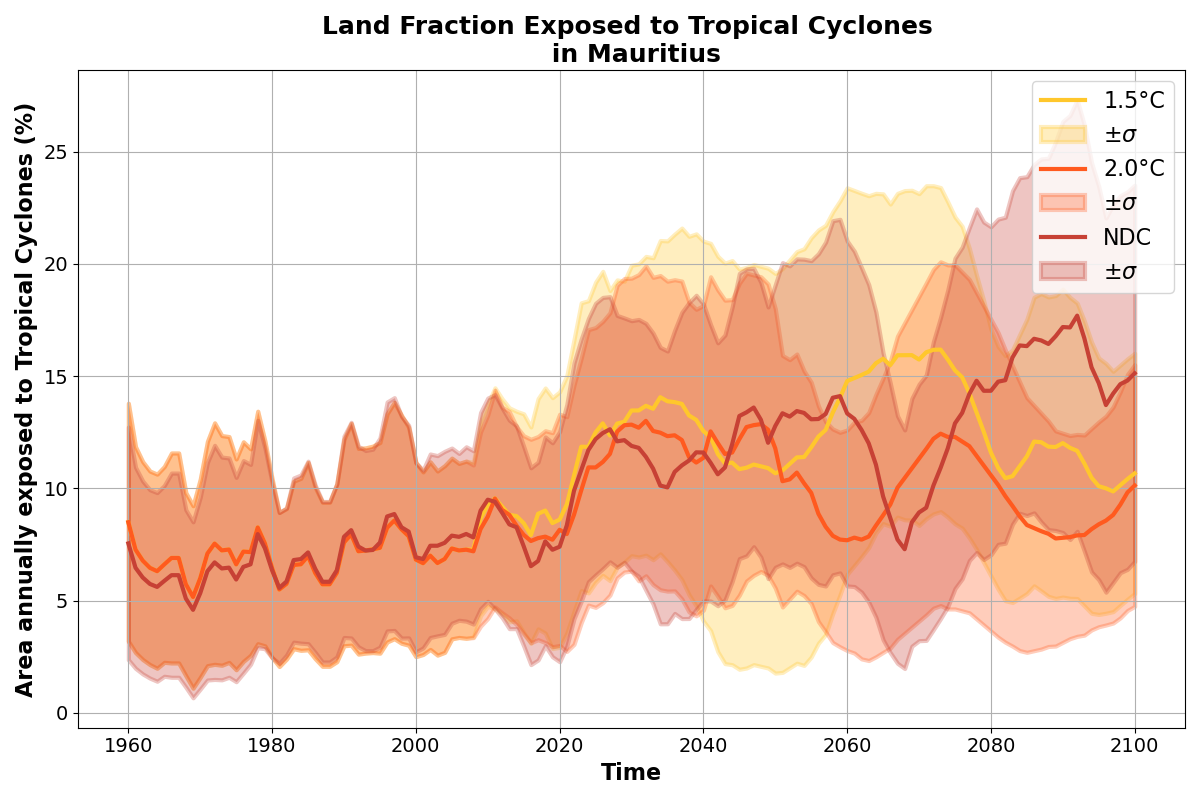 Land Fraction Exposed to Tropical Cyclones
in Mauritius
Area annually exposed to Tropical Cyclones (%)
25
20
15
10
5
0
1960
1980
2000
2020
2040
2060
2080
2100
Time
1.5°C
±σ
2.0°C
±σ
NDC
±σ